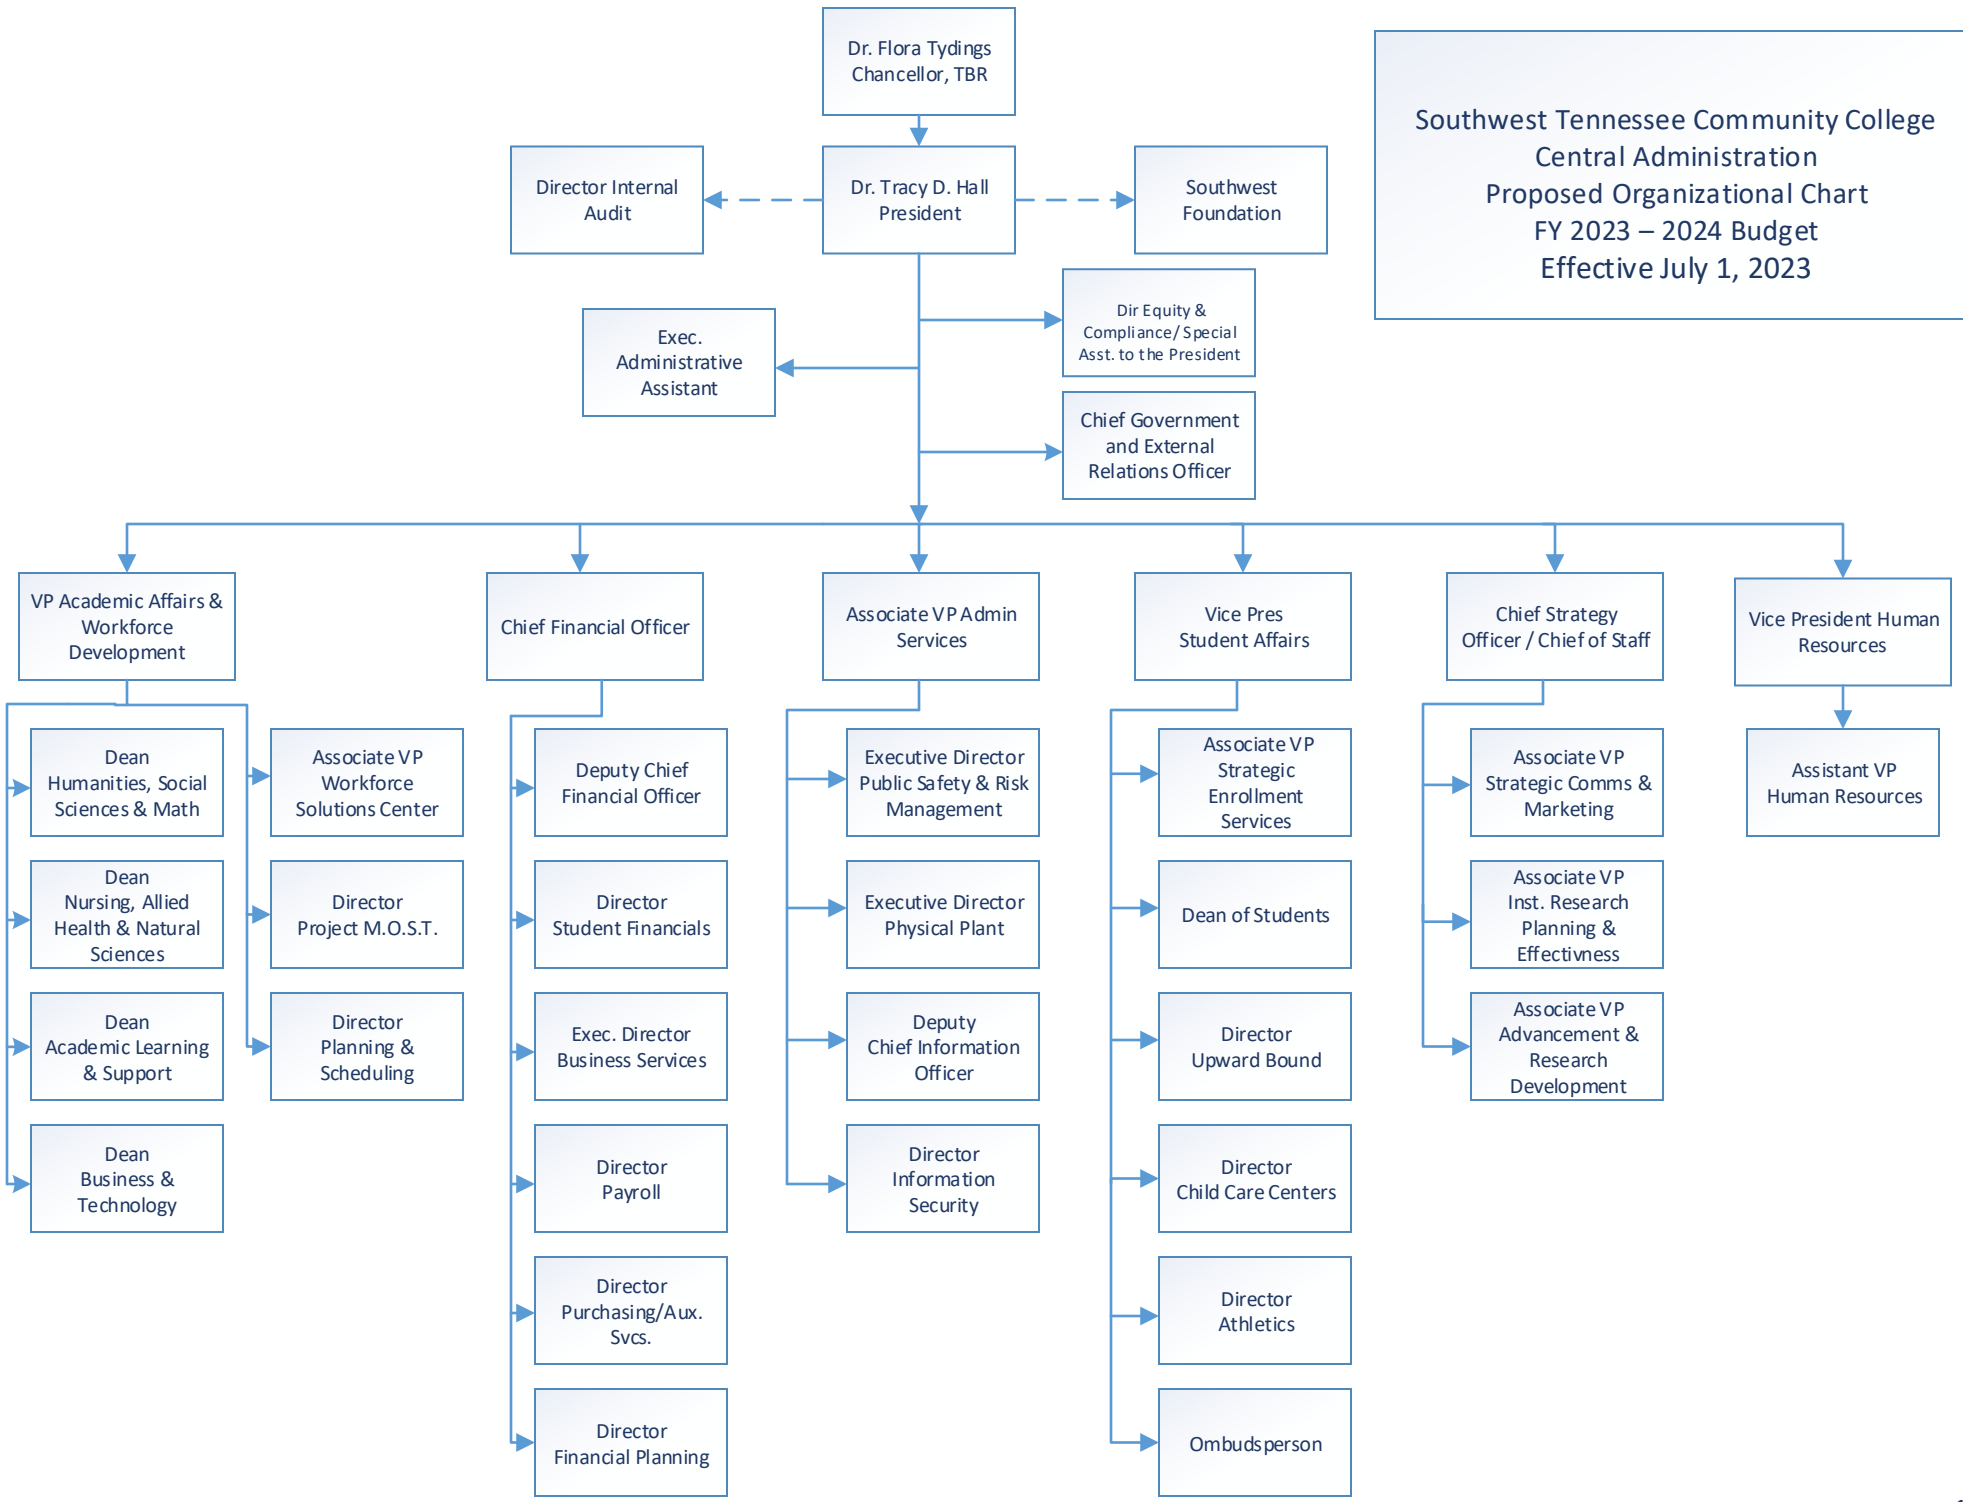 Dr. Flora Tydings
Chancellor, TBR
Southwest Tennessee Community College
Central Administration
Proposed Organizational Chart
FY 2023 – 2024 Budget
Effective July 1, 2023
Director Internal
Audit
Dr. Tracy D. Hall
President
Southwest
Foundation
Dir Equity &
Compliance/ Special
Asst. to the President
Exec.
Administrative
Assistant
Chief Government
and External
Relations Officer
VP Academic Affairs &
Workforce
Development
Chief Financial Officer
Associate VP Admin
Services
Vice Pres
Student Affairs
Chief Strategy
Officer / Chief of Staff
Vice President Human
Resources
Dean
Humanities, Social
Sciences & Math
Dean
Nursing, Allied
Health & Natural
Sciences
Dean
Academic Learning
& Support
Dean
Business &
Technology
Associate VP
Workforce
Solutions Center
Director
Project M.O.S.T.
Director
Planning &
Scheduling
Deputy Chief
Financial Officer
Director
Student Financials
Exec. Director
Business Services
Director
Payroll
Director
Purchasing/Aux.
Svcs.
Director
Financial Planning
Executive Director
Public Safety & Risk
Management
Executive Director
Physical Plant
Deputy
Chief Information
Officer
Director
Information
Security
Associate VP
Strategic
Enrollment
Services
Dean of Students
Director
Upward Bound
Director
Child Care Centers
Director
Athletics
Ombudsperson
Associate VP
Strategic Comms &
Marketing
Associate VP
Inst. Research
Planning &
Effectivness
Associate VP
Advancement &
Research
Development
Assistant VP
Human Resources